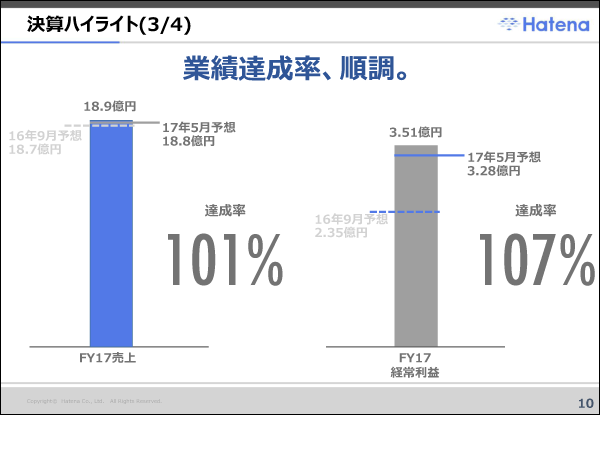 決算ハイライト(3/4)
Hatena
業績達成率、順調。
18.9億円
16年9月予想
18.7億円
17年5月予想
18.8億円
達成率
101%
FY17売上
3.51億円
17年5月予想
3.28億円
16年9月予想
2.35億円
達成率
107%
FY17
経常利益
Copyright© Hatena Co., Ltd. All Rights Reserved.
10